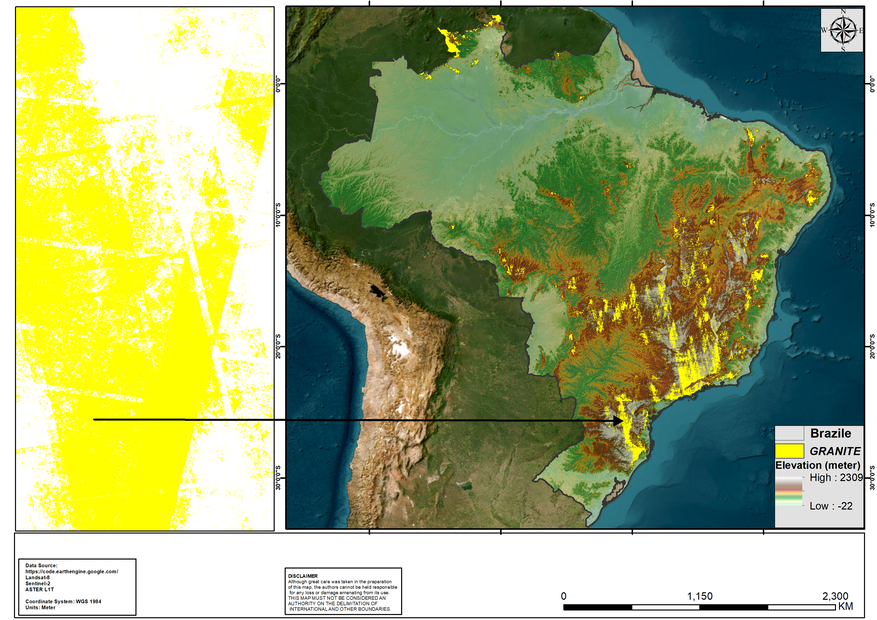 N
W
E
S
0°0'0"
0°0'0"
10°0'0"S
10°0'0"S
20°0'0"S
20°0'0"S
30°0'0"S
30°0'0"S
Brazile
GRANITE
Elevation (meter)
High : 2309
Low : -22
Data Source:
https://code.earthengine.google.com/
Landsat-8
Sentinel-2
ASTER L1T
Coordinate System: WGS 1984
Units: Meter
DISCLAIMER
Although great care was taken in the preparation
of this map, the authors cannot be held responsible
for any loss or damage emenating from its use.
THIS MAP MUST NOT BE CONSIDERED AN
AUTHORITY ON THE DELIMITATION OF
INTERNATIONAL AND OTHER BOUNDARIES.
0 1,150 2,300
KM